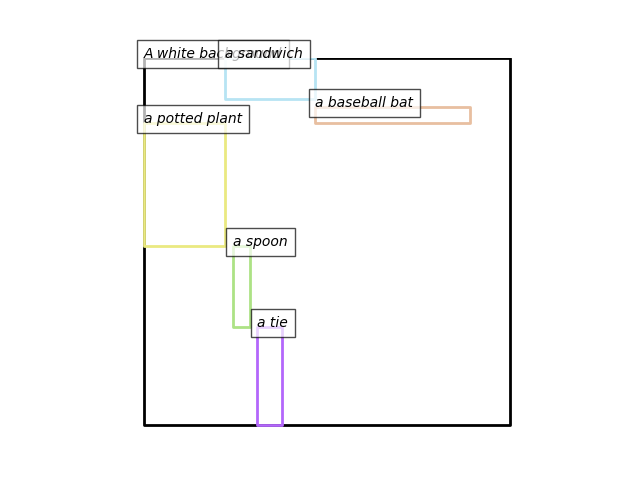 A white background
a sandwich
a baseball bat
a potted plant
a spoon
a tie